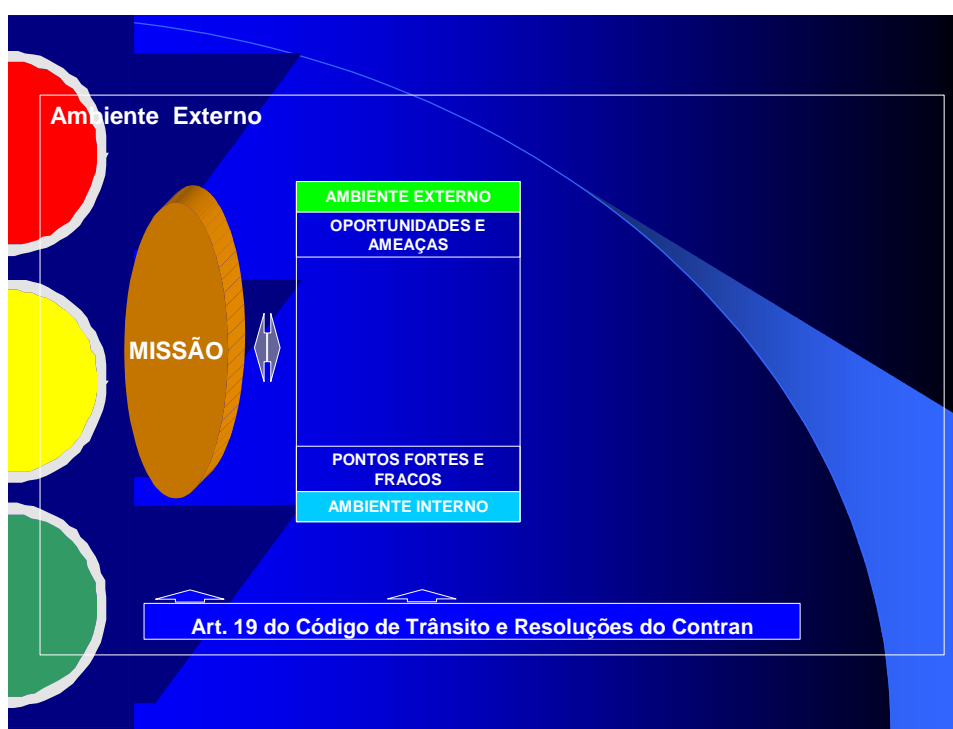 Ambiente Externo
AMBIENTE EXTERNO
OPORTUNIDADES E
AMEAÇAS
MISSÃO
PONTOS FORTES E
FRACOS
AMBIENTE INTERNO
Art. 19 do Código de Trânsito e Resoluções do Contran